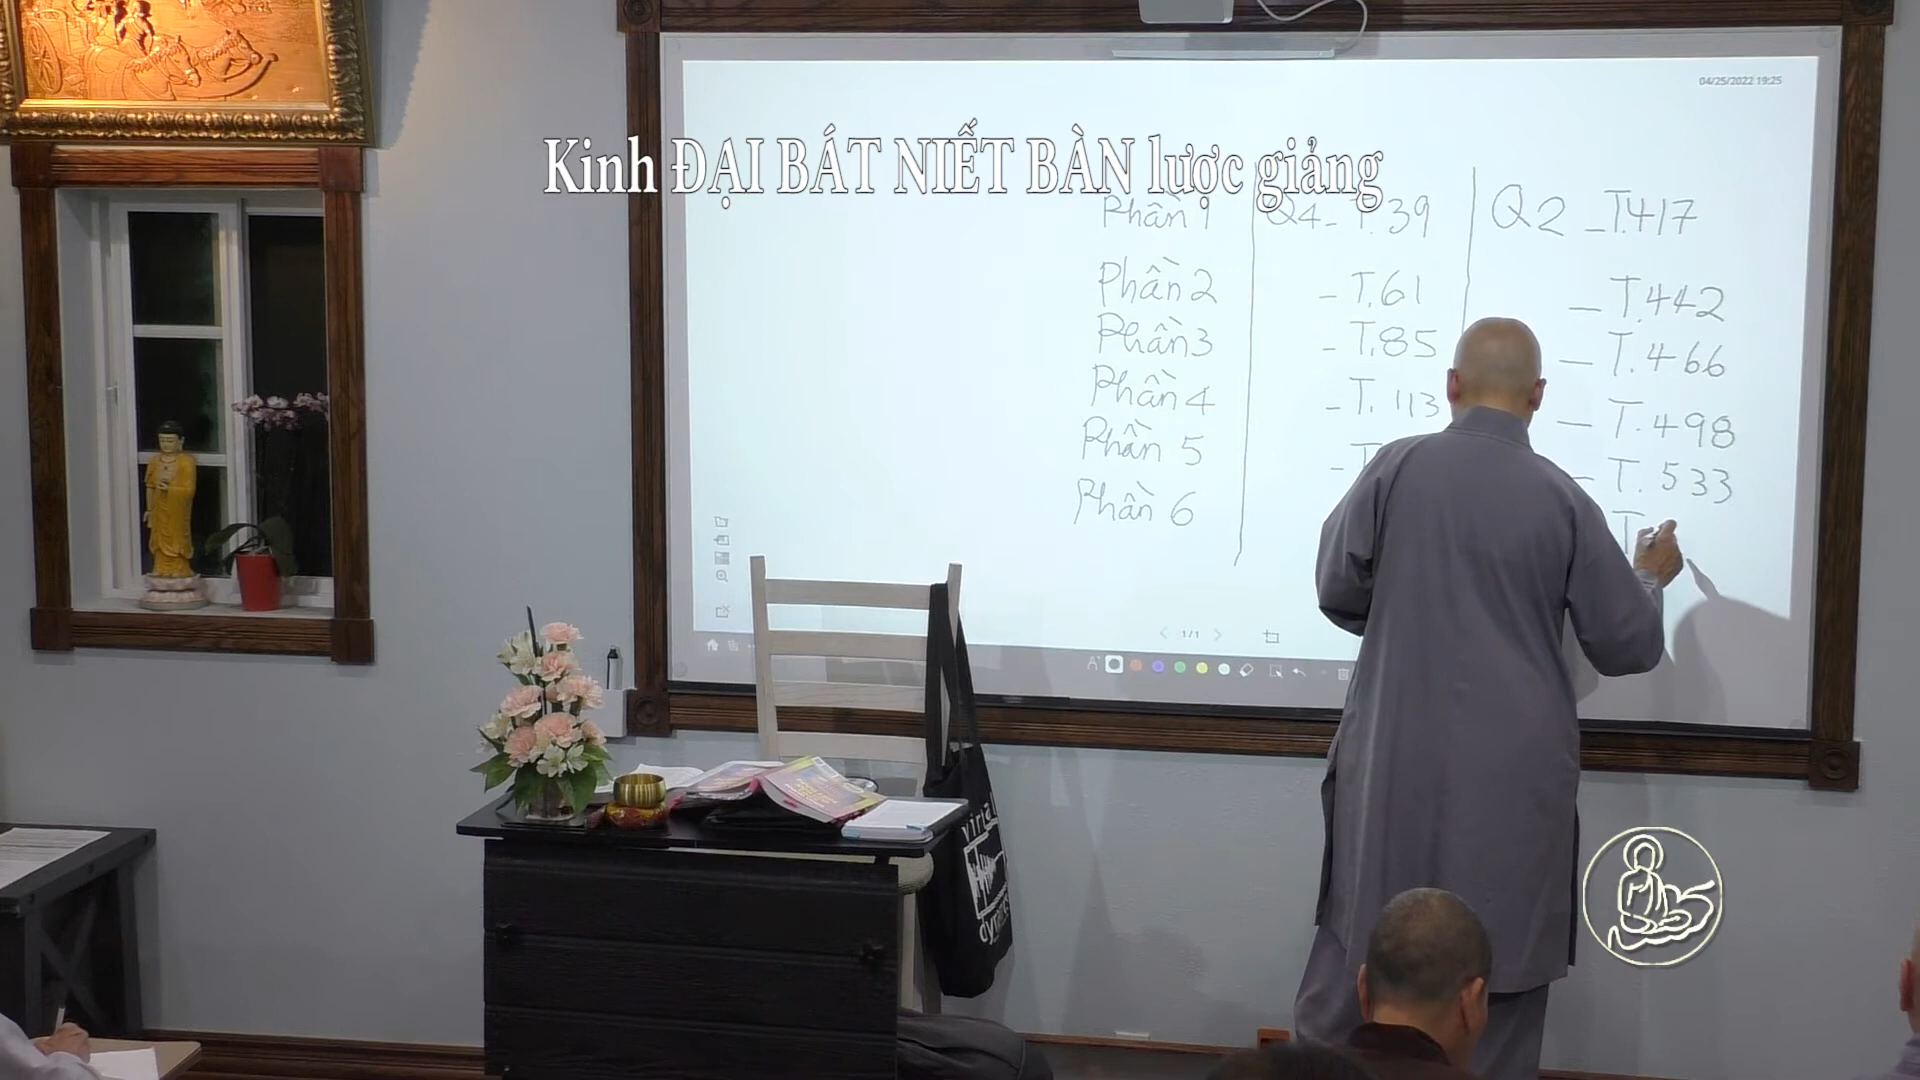 04/25/2022 19:25
Kinh ĐẠI BÁT NIẾT BÀN lược giảng
Phần 1 Q4 - T.39 Q2 - T.417
Phần 2 - T.61 - T.442
Phần 3 - T.85 - T.466
Phần 4 - T.113 - T.498
Phần 5 - T - T.533
Phần 6 T
1/1